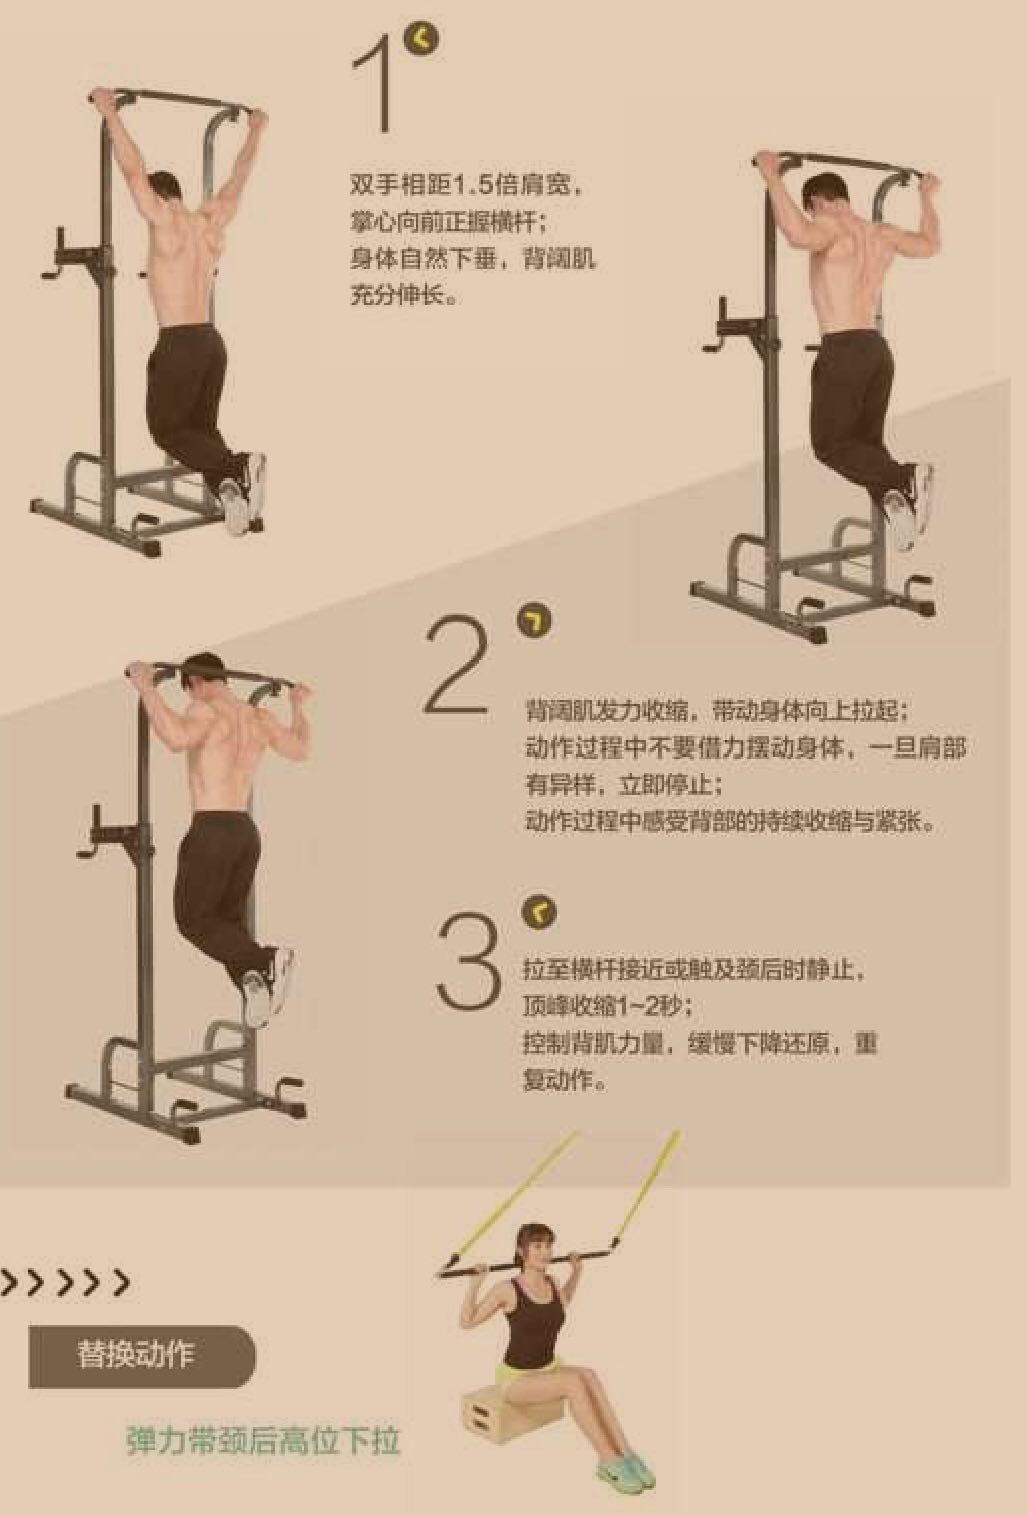 1
双手相距1.5倍肩宽，
掌心向前正握横杆；
身体自然下垂，背阔肌
充分伸长。
2
背阔肌发力收缩，带动身体向上拉起；
动作过程中不要借力摆动身体，一旦肩部
有异样，立即停止；
动作过程中感受背部的持续收缩与紧张。
3
拉至横杆接近或触及颈后时静止，
顶峰收缩1~2秒；
控制背肌力量，缓慢下降还原，重
复动作。
替换动作
弹力带颈后高位下拉